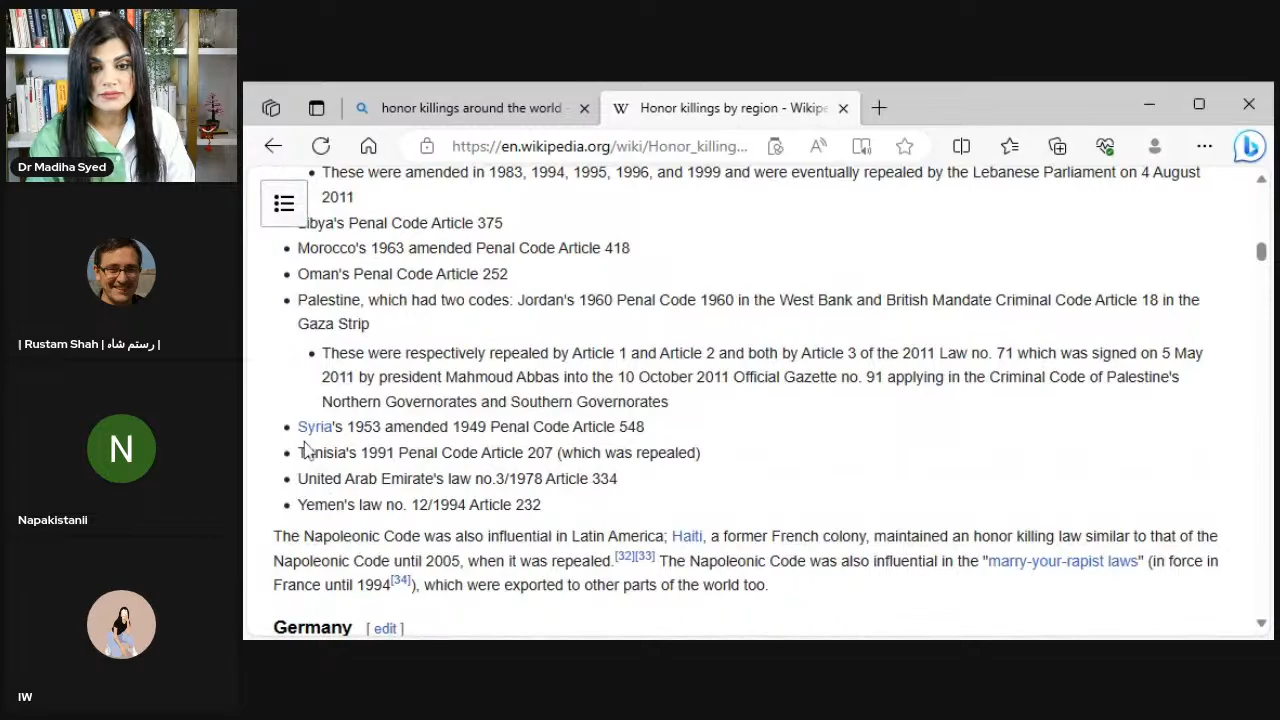 Dr Madiha Syed
| Rustam Shah | رستم شاہ |
N
Napakistanii
IW
honor killings around the world
Honor killings by region - Wikipe
https://en.wikipedia.org/wiki/Honor_killing...
These were amended in 1983, 1994, 1995, 1996, and 1999 and were eventually repealed by the Lebanese Parliament on 4 August
2011
Libya's Penal Code Article 375
Morocco's 1963 amended Penal Code Article 418
Oman's Penal Code Article 252
Palestine, which had two codes: Jordan's 1960 Penal Code 1960 in the West Bank and British Mandate Criminal Code Article 18 in the
Gaza Strip
These were respectively repealed by Article 1 and Article 2 and both by Article 3 of the 2011 Law no. 71 which was signed on 5 May
2011 by president Mahmoud Abbas into the 10 October 2011 Official Gazette no. 91 applying in the Criminal Code of Palestine's
Northern Governorates and Southern Governorates
Syria's 1953 amended 1949 Penal Code Article 548
Tunisia's 1991 Penal Code Article 207 (which was repealed)
United Arab Emirate's law no.3/1978 Article 334
Yemen's law no. 12/1994 Article 232
The Napoleonic Code was also influential in Latin America; Haiti, a former French colony, maintained an honor killing law similar to that of the
Napoleonic Code until 2005, when it was repealed.[32][33] The Napoleonic Code was also influential in the "marry-your-rapist laws" (in force in
France until 1994[34]), which were exported to other parts of the world too.
Germany [ edit ]